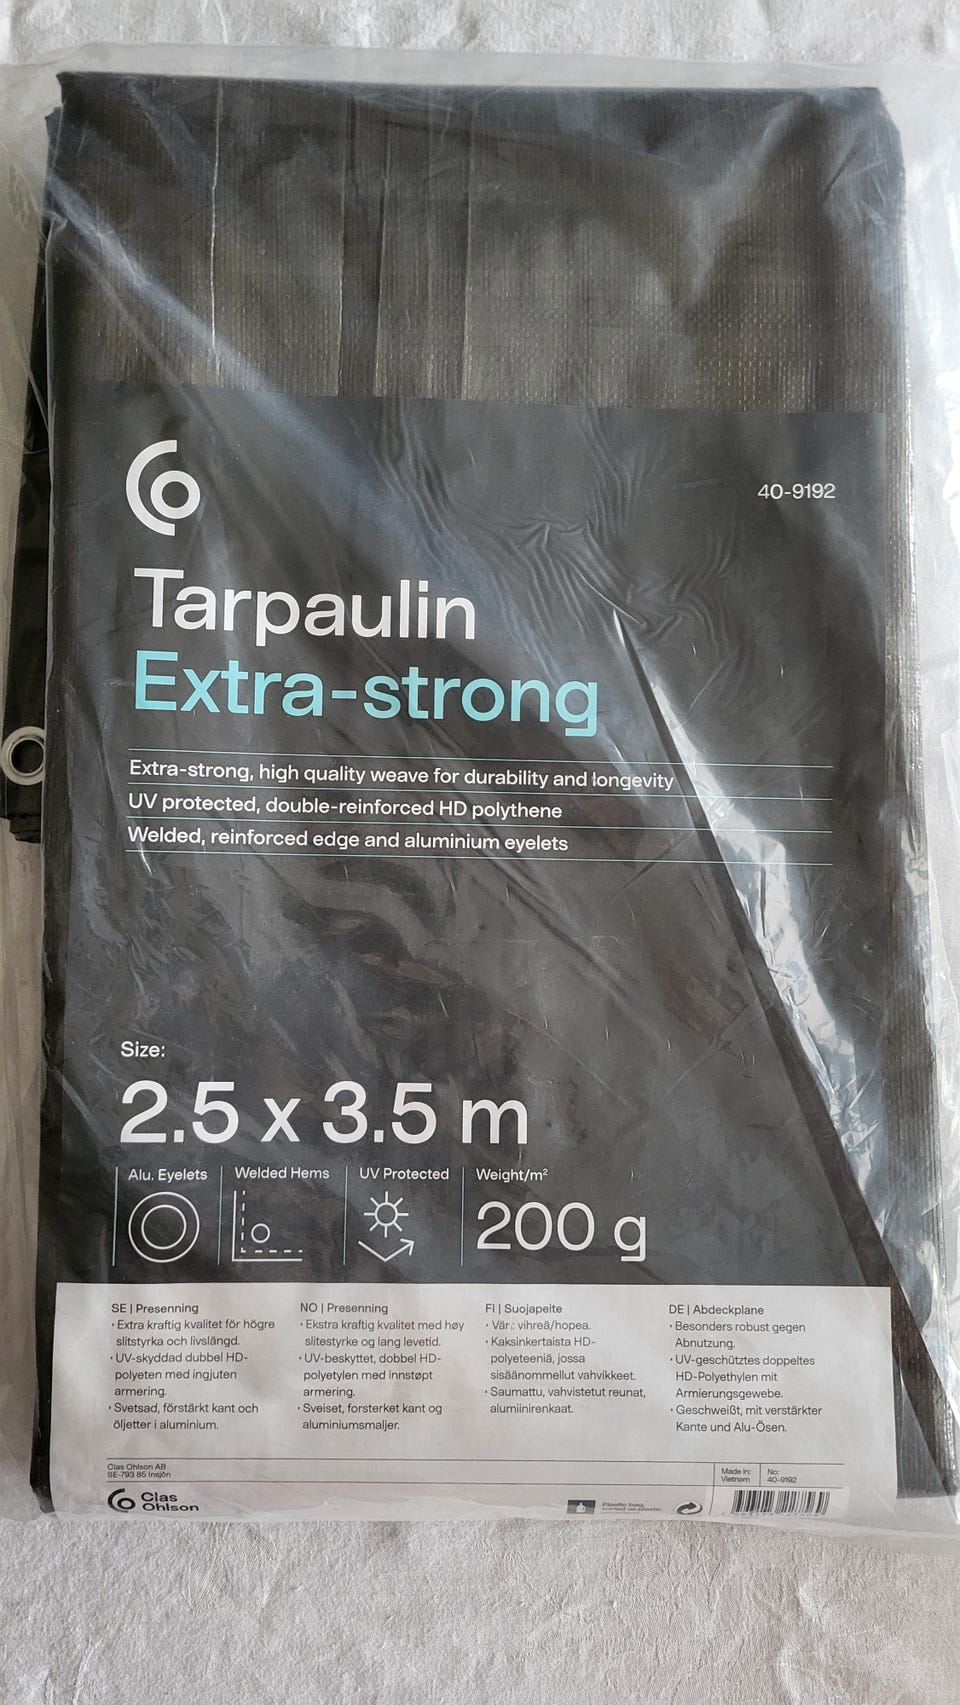 40-9192
Tarpaulin
Extra-strong
Extra-strong, high quality weave for durability and longevity
UV protected, double-reinforced HD polythene
Welded, reinforced edge and aluminium eyelets
Size:
2.5 x 3.5 m
Alu. Eyelets
Welded Hems
UV Protected
Weight/m²
200 g
SE | Presenning
· Extra kraftig kvalitet för högre
slitstyrka och livslängd.
· UV-skyddad dubbel HD-
polyeten med ingjuten
armering.
· Svetsad, förstärkt kant och
öljetter i aluminium.
NO | Presenning
· Ekstra kraftig kvalitet med høy
slitestyrke og lang levetid.
· UV-beskyttet, dobbel HD-
polyetylen med innstøpt
armering.
· Sveiset, forsterket kant og
aluminiumsmaljer.
FI | Suojapeite
· Väri: vihreä/hopea.
· Kaksinkertaista HD-
polyeteeniä, jossa
sisäänommellut vahvikkeet.
· Saumattu, vahvistetut reunat,
alumiinirenkaat.
DE | Abdeckplane
· Besonders robust gegen
Abnutzung.
· UV-geschütztes doppeltes
HD-Polyethylen mit
Armierungsgewebe.
· Geschweißt, mit verstärkter
Kante und Alu-Ösen.
Clas Ohlson AB
SE-793 85 Insjön
Clas
Ohlson
Plastic bag,
sorted as plastic
Made in:
Vietnam
No:
40-9192